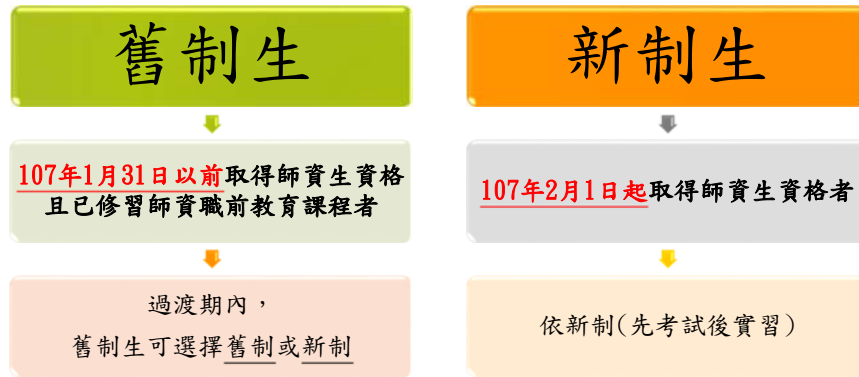 舊制生
107年1月31日以前取得師資生資格
且已修習師資職前教育課程者
過渡期內，
舊制生可選擇舊制或新制
新制生
107年2月1日起取得師資生資格者
依新制(先考試後實習)